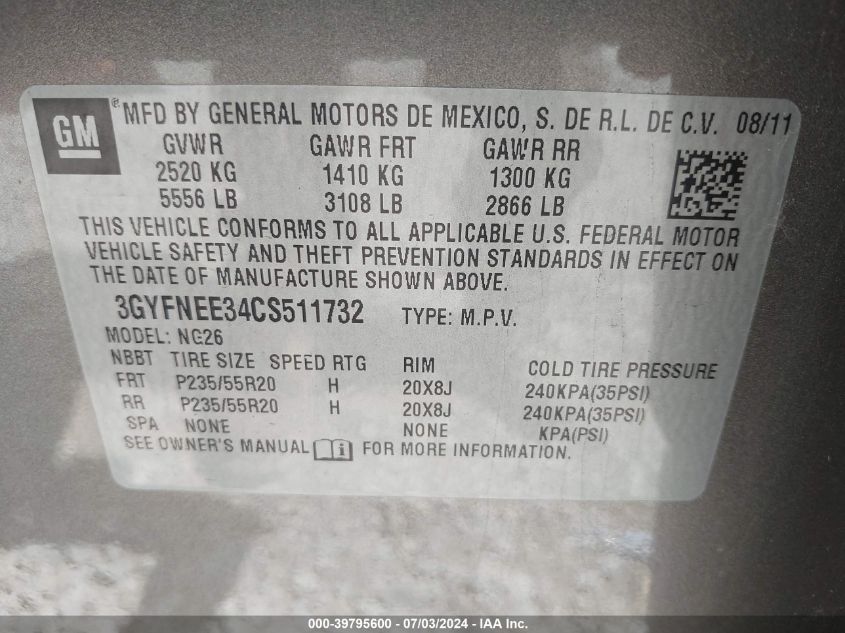 GM ® MFD BY GENERAL MOTORS DE MEXICO, S. DE R.L. DE C.V. 08/11
GVWR GAWR FRT GAWR RR
2520 KG 1410 KG 1300 KG
5556 LB 3108 LB 2866 LB
THIS VEHICLE CONFORMS TO ALL APPLICABLE U.S. FEDERAL MOTOR
VEHICLE SAFETY AND THEFT PREVENTION STANDARDS IN EFFECT ON
THE DATE OF MANUFACTURE SHOWN ABOVE.
3GYFNEE34CS511732 TYPE: M.P.V.
MODEL: NG26
NBBT TIRE SIZE SPEED RTG RIM COLD TIRE PRESSURE
FRT P235/55R20 H 20X8J 240KPA(35PSI)
RR P235/55R20 H 20X8J 240KPA(35PSI)
SPA NONE NONE KPA(PSI)
SEE OWNER'S MANUAL i FOR MORE INFORMATION.
000-39795600 - 07/03/2024 - IAA Inc.